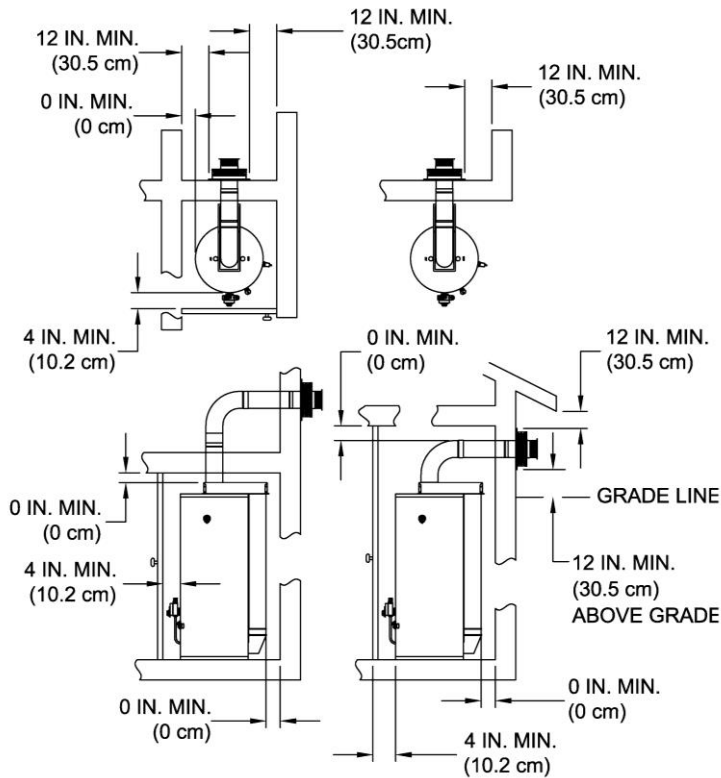 12 IN. MIN.
(30.5cm)
12 IN. MIN.
(30.5 cm)
0 IN. MIN.
(0 cm)
12 IN. MIN.
(30.5 cm)
4 IN. MIN.
(10.2 cm)
0 IN. MIN.
(0 cm)
12 IN. MIN.
(30.5 cm)
GRADE LINE
0 IN. MIN.
(0 cm)
4 IN. MIN.
(10.2 cm)
12 IN. MIN.
(30.5 cm)
ABOVE GRADE
0 IN. MIN.
(0 cm)
0 IN. MIN.
(0 cm)
4 IN. MIN.
(10.2 cm)